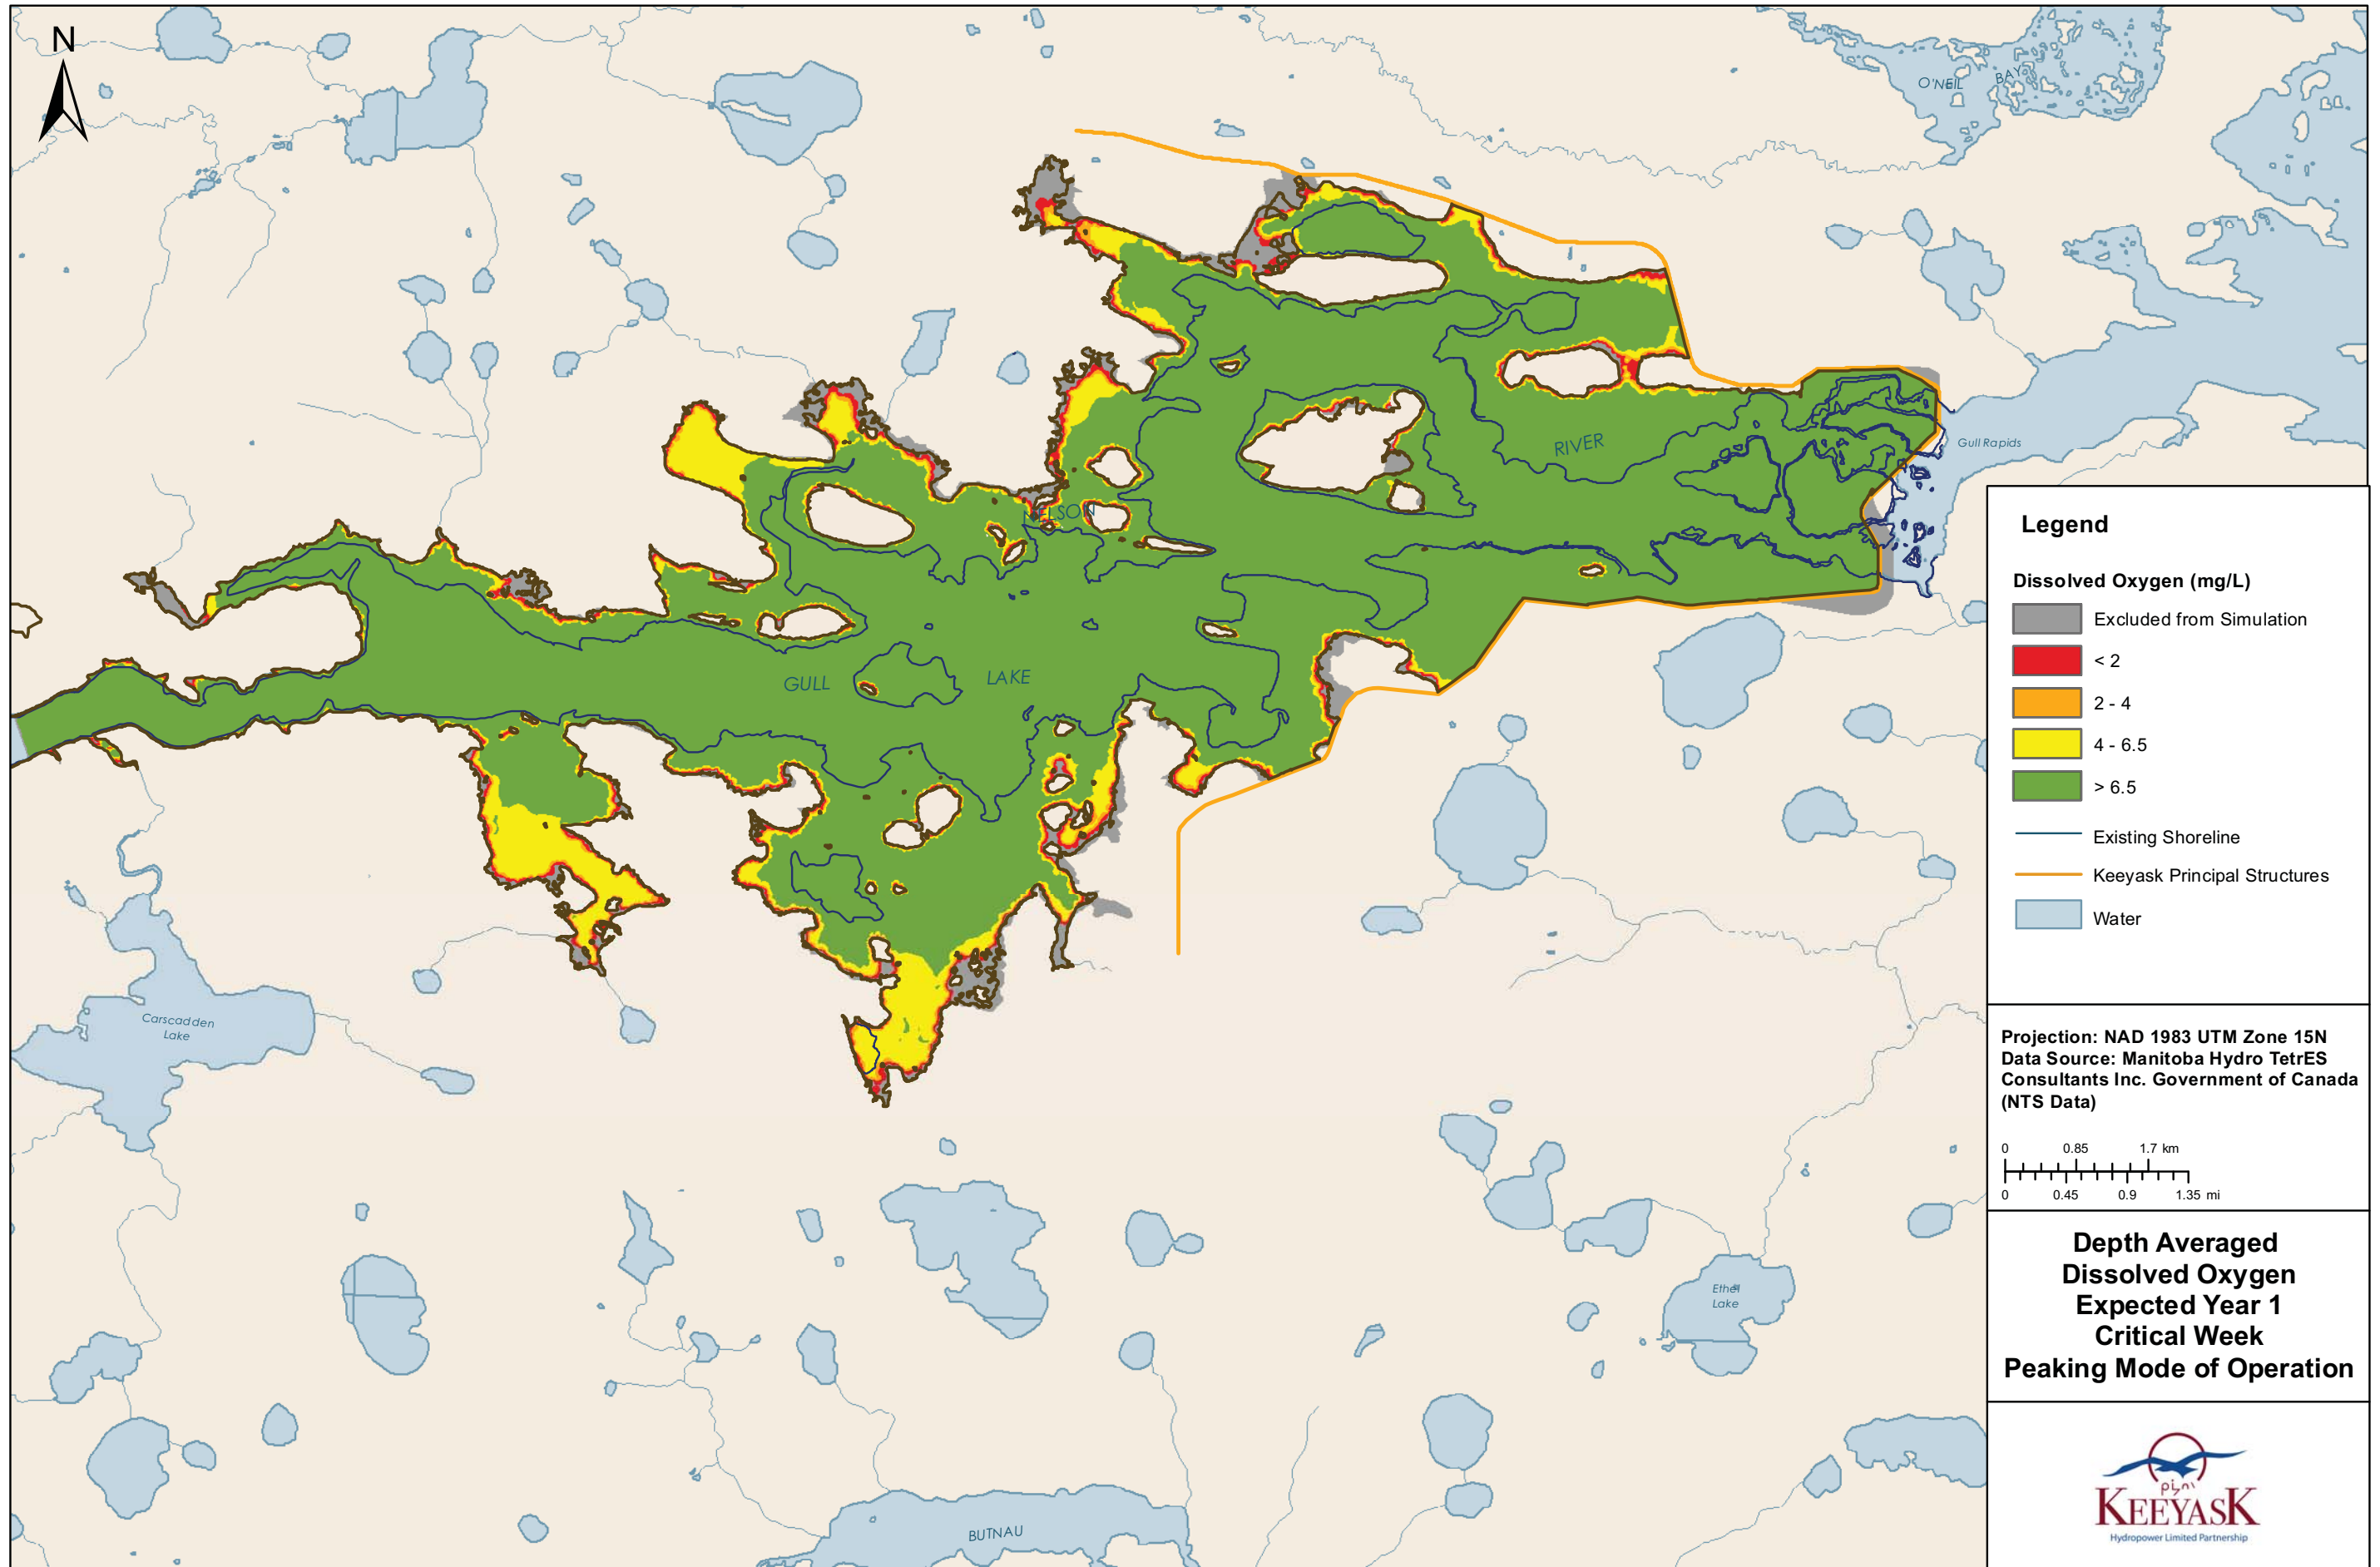 N
O'NEIL BAY
RIVER
Gull Rapids
NELSON
GULL LAKE
Carscadden
Lake
Ethel
Lake
BUTNAU
Legend
Dissolved Oxygen (mg/L)
Excluded from Simulation
< 2
2 - 4
4 - 6.5
> 6.5
Existing Shoreline
Keeyask Principal Structures
Water
Projection: NAD 1983 UTM Zone 15N
Data Source: Manitoba Hydro TetrES
Consultants Inc. Government of Canada
(NTS Data)
0 0.85 1.7 km
0 0.45 0.9 1.35 mi
Depth Averaged
Dissolved Oxygen
Expected Year 1
Critical Week
Peaking Mode of Operation
KEEYASK
Hydropower Limited Partnership